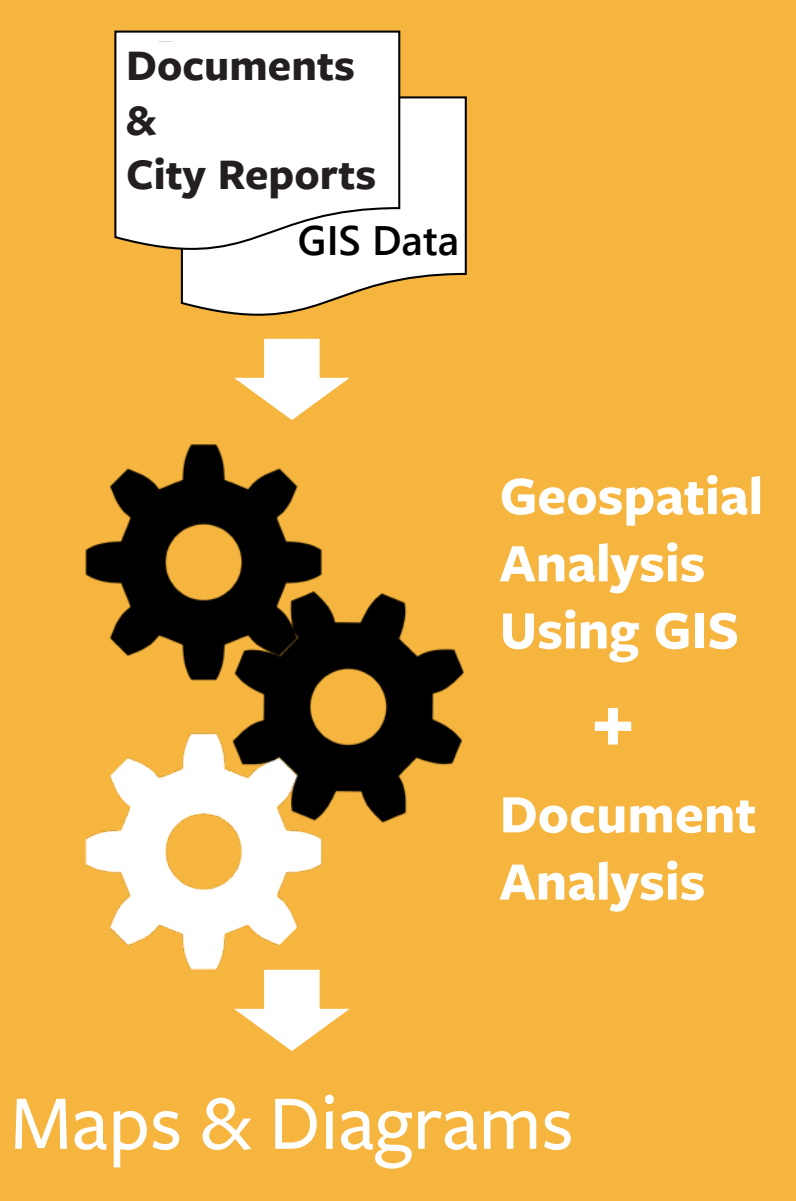 Documents
&
City Reports
GIS Data
Geospatial
Analysis
Using GIS
+
Document
Analysis
Maps & Diagrams